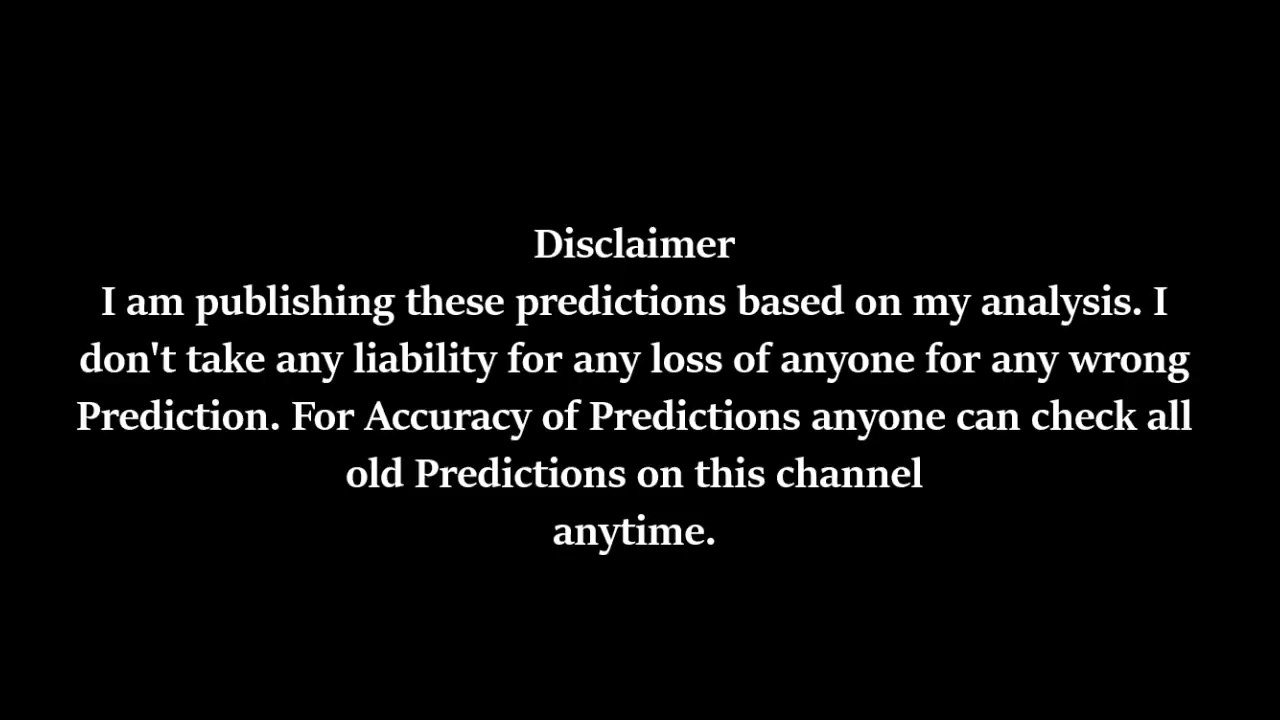 Disclaimer
I am publishing these predictions based on my analysis. I
don't take any liability for any loss of anyone for any wrong
Prediction. For Accuracy of Predictions anyone can check all
old Predictions on this channel
anytime.